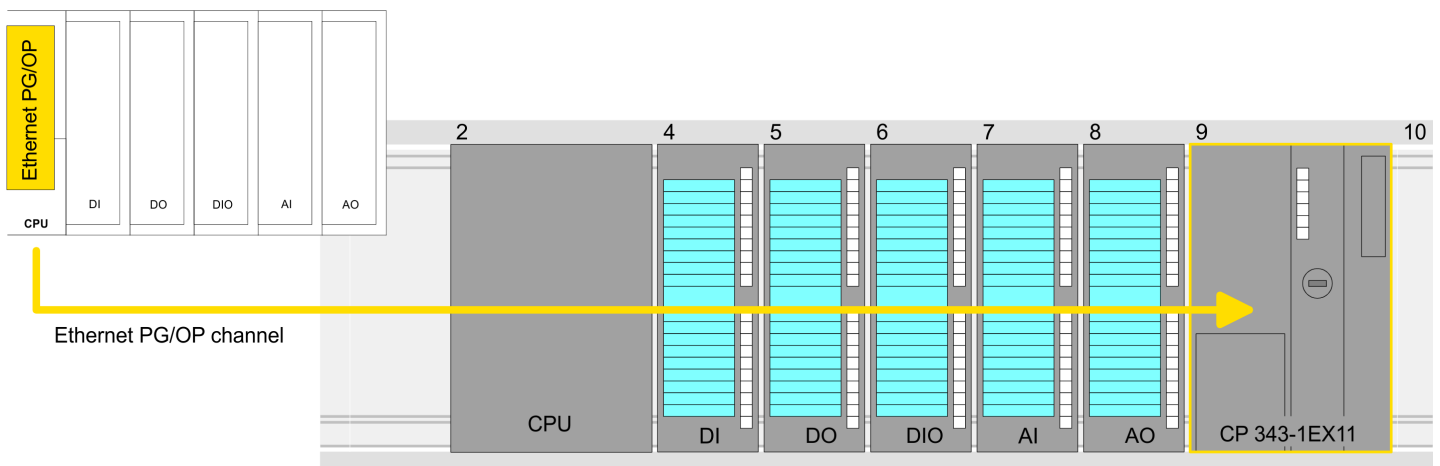 Ethernet PG/OP
CPU
DI
DO
DIO
AI
AO
Ethernet PG/OP channel
2
4
5
6
7
8
9
10
CPU
DI
DO
DIO
AI
AO
CP 343-1EX11